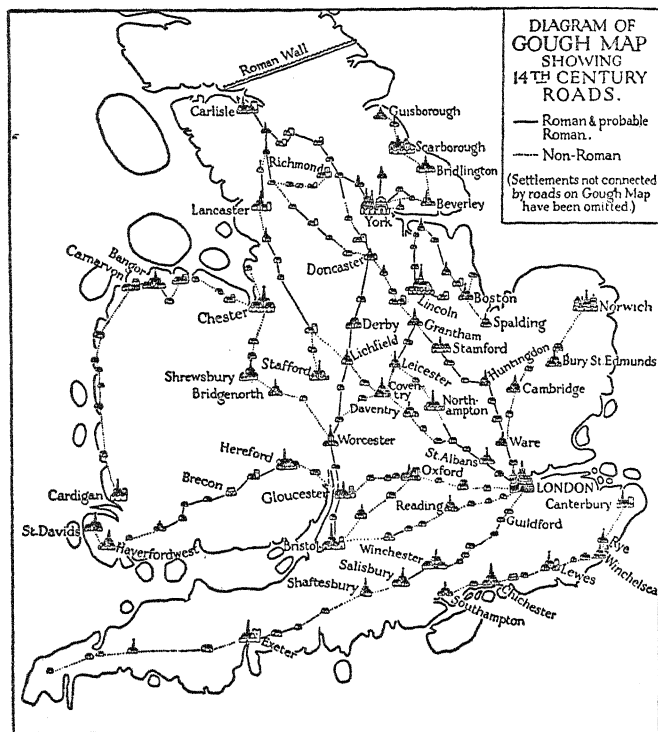 DIAGRAM OF
GOUGH MAP
SHOWING
14TH CENTURY
ROADS.
Roman & probable
Roman.
Non-Roman
(Settlements not connected
by roads on Gough Map
have been omitted.)
Roman Wall
Carlisle
Guisborough
Scarborough
Richmond
Bridlington
Lancaster
York
Beverley
Bangor
Carnarvon
Doncaster
Chester
Lincoln
Boston
Norwich
Derby
Grantham
Spalding
Lichfield
Stamford
Huntingdon
Bury St Edmunds
Shrewsbury
Stafford
Leicester
Cambridge
Bridgenorth
Coven
try
North-
ampton
Daventry
Worcester
Ware
Hereford
St. Albans
Oxford
Brecon
Cardigan
Gloucester
LONDON
Reading
Canterbury
St. Davids
Guildford
Haverfordwest
Bristol
Winchester
Rye
Salisbury
Winchelsea
Shaftesbury
Lewes
Chichester
Southampton
Exeter